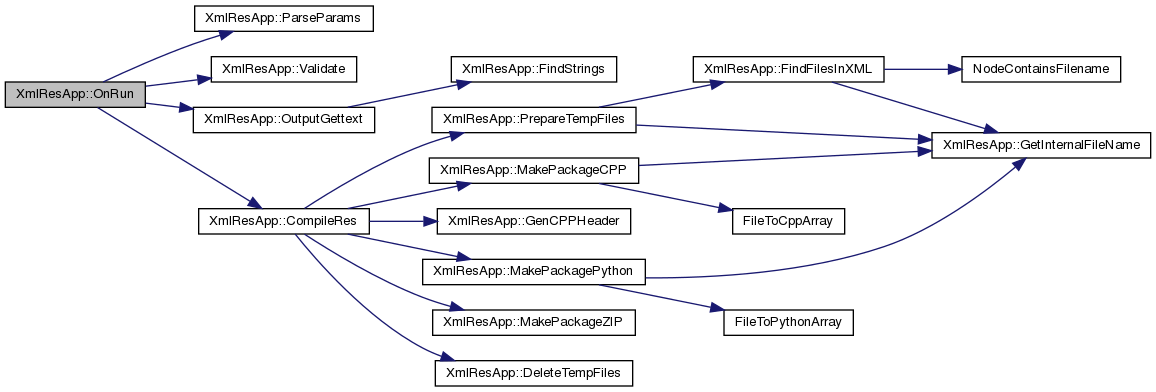 XmlResApp::OnRun
XmlResApp::ParseParams
XmlResApp::Validate
XmlResApp::OutputGettext
XmlResApp::CompileRes
XmlResApp::FindStrings
XmlResApp::PrepareTempFiles
XmlResApp::MakePackageCPP
XmlResApp::GenCPPHeader
XmlResApp::MakePackagePython
XmlResApp::MakePackageZIP
XmlResApp::DeleteTempFiles
XmlResApp::FindFilesInXML
FileToCppArray
FileToPythonArray
NodeContainsFilename
XmlResApp::GetInternalFileName